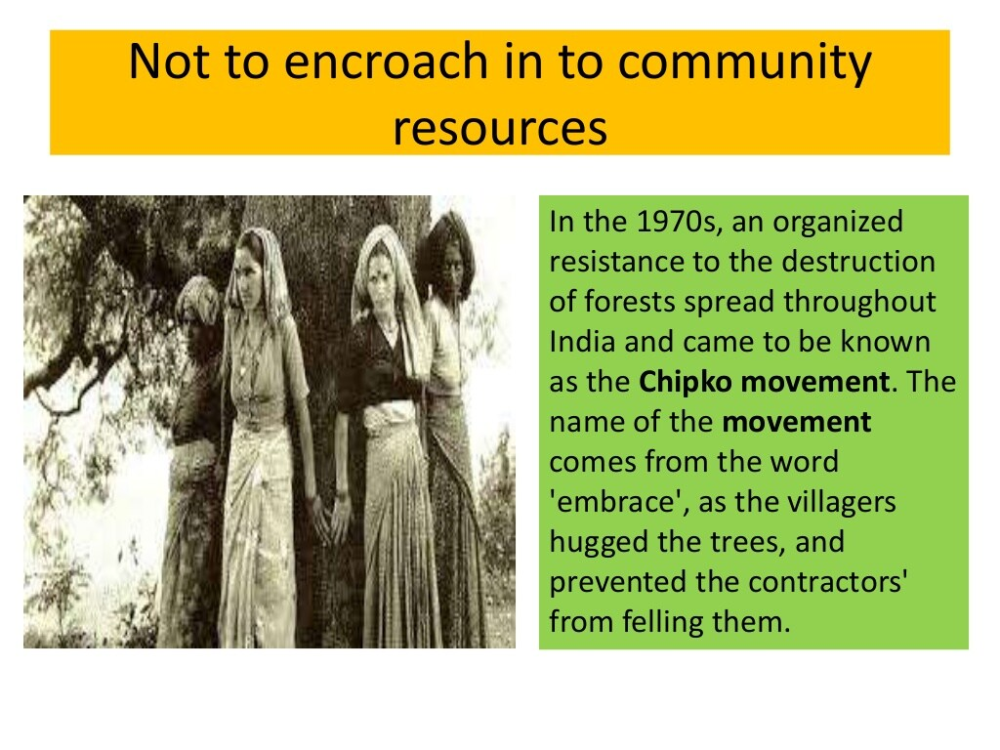 Not to encroach in to community
resources
In the 1970s, an organized
resistance to the destruction
of forests spread throughout
India and came to be known
as the Chipko movement. The
name of the movement
comes from the word
'embrace', as the villagers
hugged the trees, and
prevented the contractors'
from felling them.